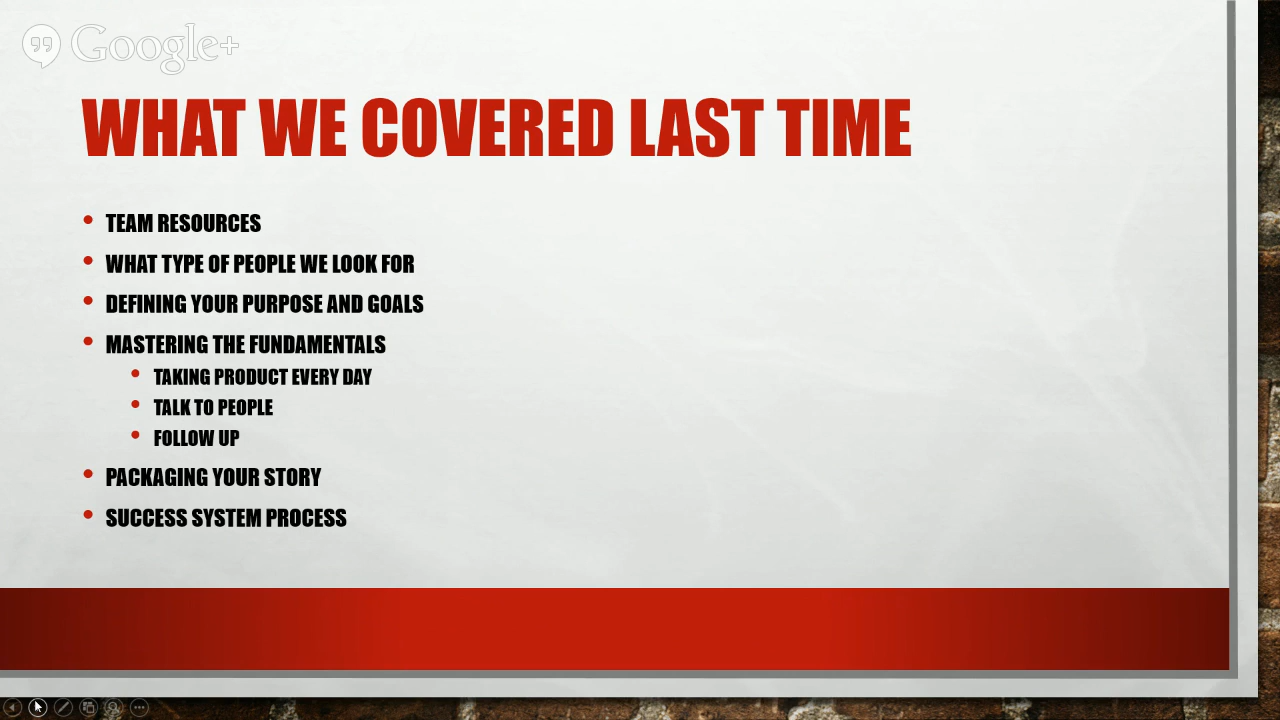 Google+
WHAT WE COVERED LAST TIME
TEAM RESOURCES
WHAT TYPE OF PEOPLE WE LOOK FOR
DEFINING YOUR PURPOSE AND GOALS
MASTERING THE FUNDAMENTALS
TAKING PRODUCT EVERY DAY
TALK TO PEOPLE
FOLLOW UP
PACKAGING YOUR STORY
SUCCESS SYSTEM PROCESS